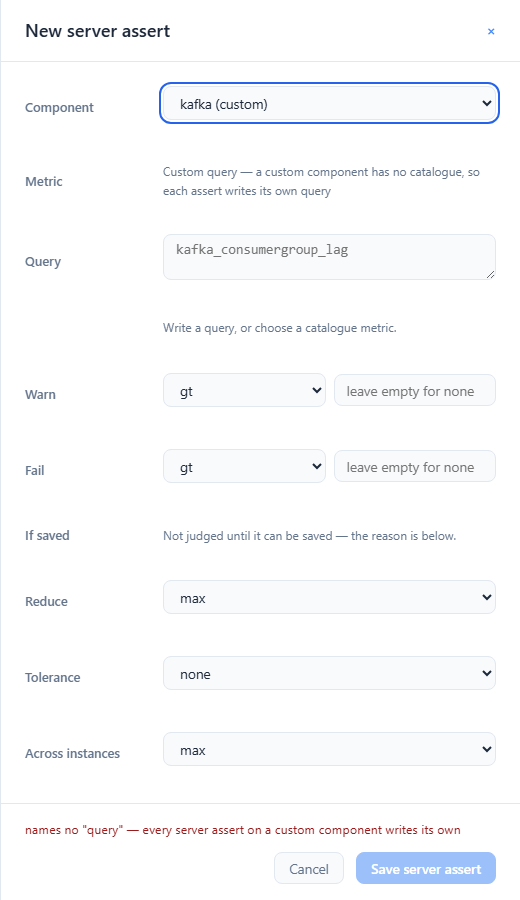 New server assert
×
Component
kafka (custom)
Metric
Custom query — a custom component has no catalogue, so
each assert writes its own query
Query
kafka_consumergroup_lag
Write a query, or choose a catalogue metric.
Warn
gt
leave empty for none
Fail
gt
leave empty for none
If saved
Not judged until it can be saved — the reason is below.
Reduce
max
Tolerance
none
Across instances
max
names no "query" — every server assert on a custom component writes its own
Cancel
Save server assert